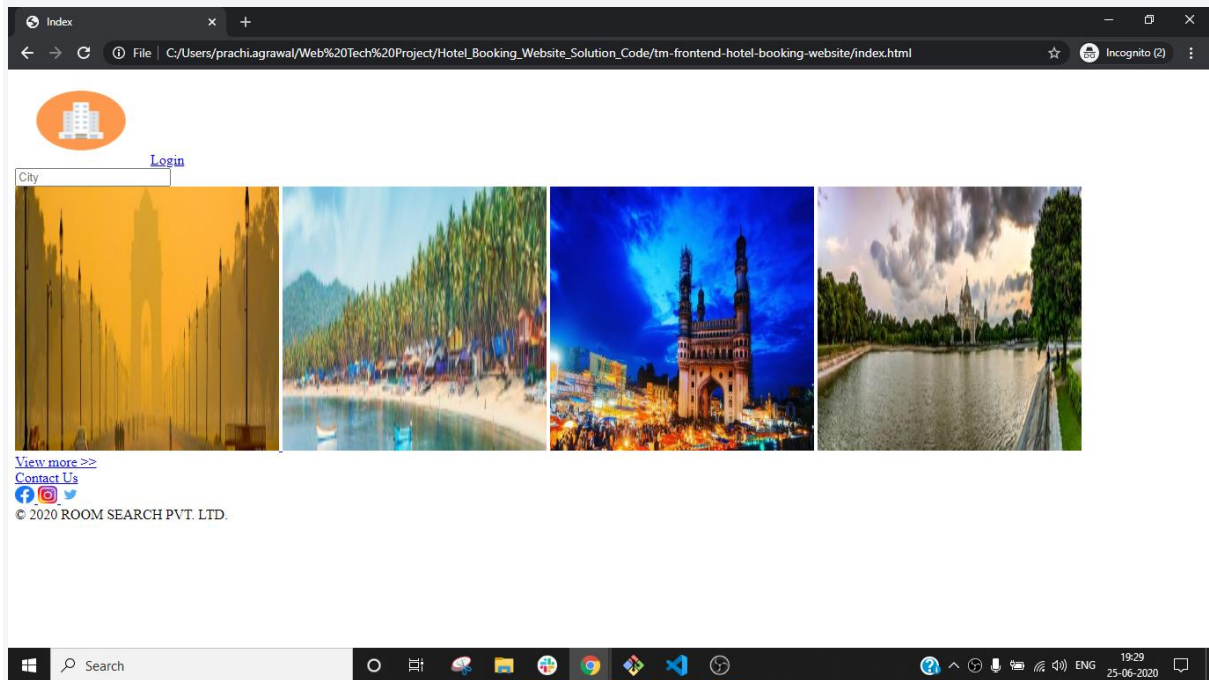 Index
File | C:/Users/prachi.agrawal/Web%20Tech%20Project/Hotel_Booking_Website_Solution_Code/tm-frontend-hotel-booking-website/index.html
Incognito (2)
Login
City
View more >>
Contact Us
© 2020 ROOM SEARCH PVT. LTD.
Search
ENG
19:29
25-06-2020